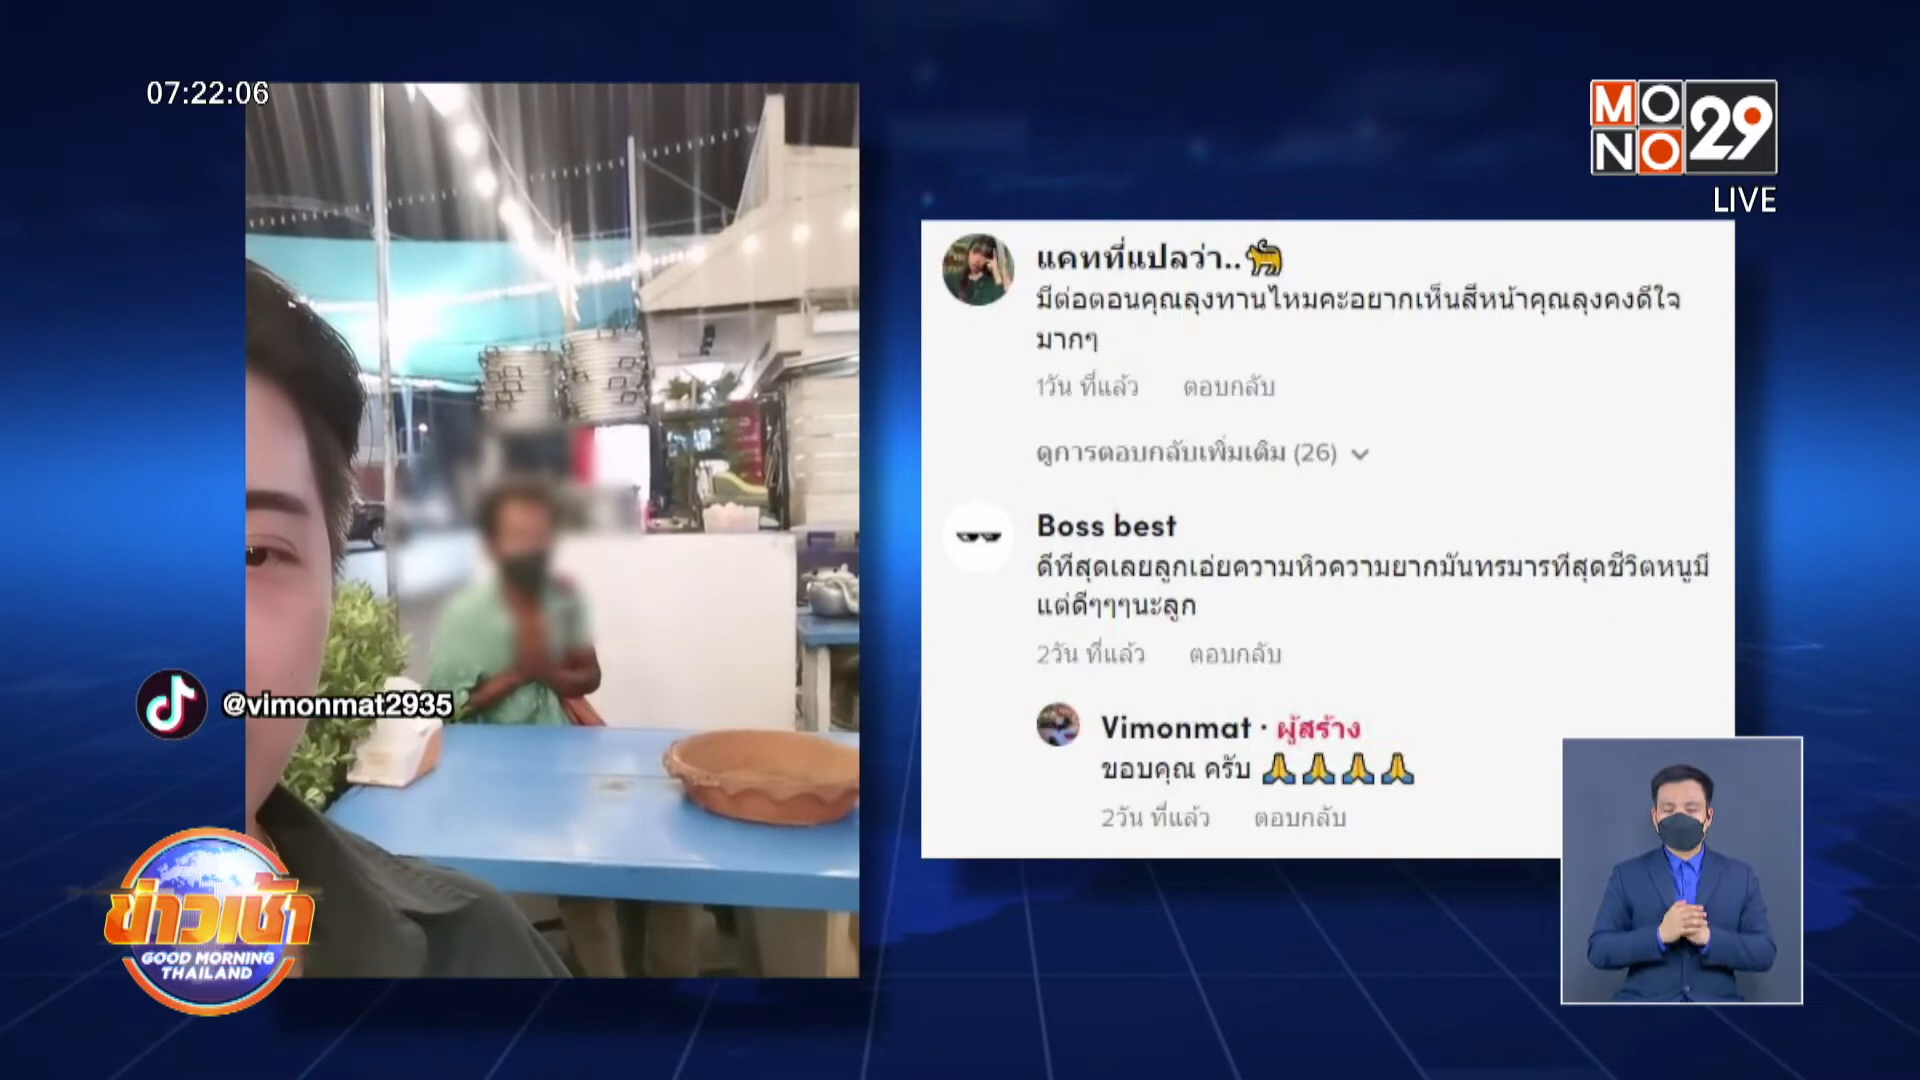 07:22:06
MONO 29
LIVE
แคทที่แปลว่า..🐈
มีต่อตอนคุณลุงทานไหมคะอยากเห็นสีหน้าคุณลุงคงดีใจ
มากๆ
1วัน ที่แล้ว ตอบกลับ
ดูการตอบกลับเพิ่มเติม (26)
Boss best
ดีที่สุดเลยลูกเอ่ยความหิวความยากมันทรมารที่สุดชีวิตหนูมี
แต่ดีๆๆๆนะลูก
2วัน ที่แล้ว ตอบกลับ
Vimonmat · ผู้สร้าง
ขอบคุณ ครับ 🙏🙏🙏🙏
2วัน ที่แล้ว ตอบกลับ
@vimonmat2935
ข่าวเช้า
GOOD MORNING
THAILAND